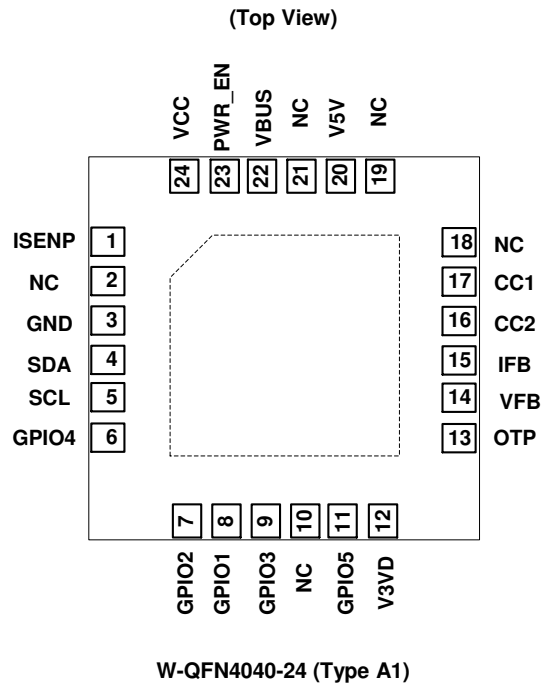 (Top View)
VCC
PWR_EN
VBUS
NC
V5V
NC
24
23
22
21
20
19
ISENP 1
NC 2
GND 3
SDA 4
SCL 5
GPIO4 6
18 NC
17 CC1
16 CC2
15 IFB
14 VFB
13 OTP
7
8
9
10
11
12
GPIO2
GPIO1
GPIO3
NC
GPIO5
V3VD
W-QFN4040-24 (Type A1)